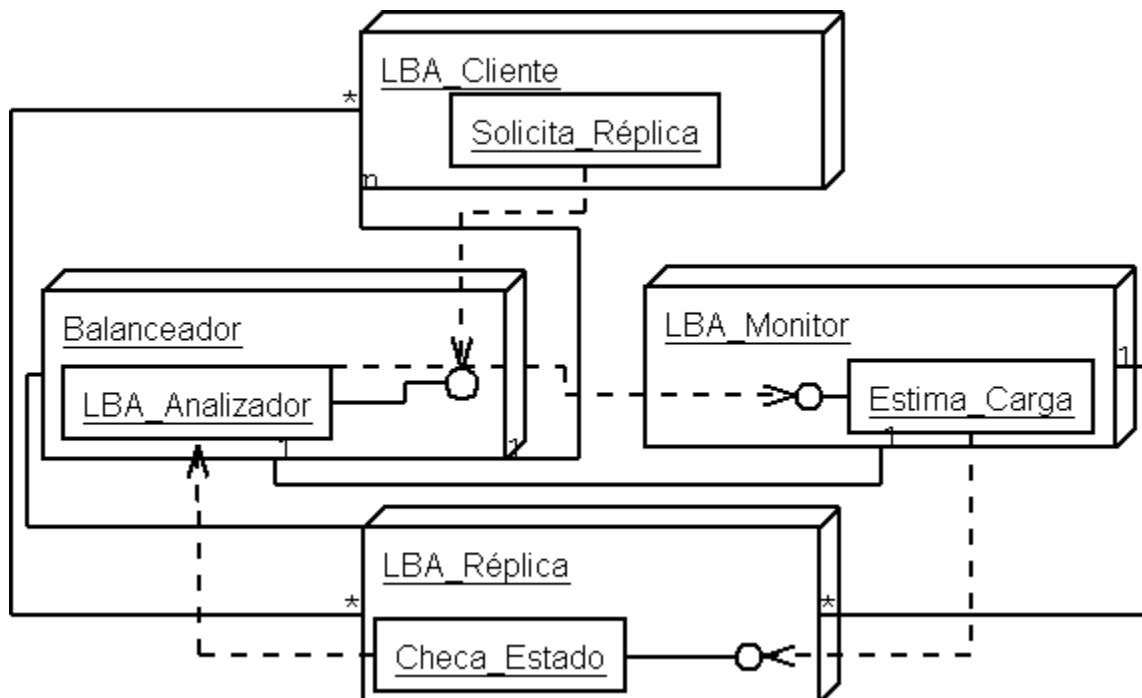 LBA_Cliente
*
Solicita_Réplica
n
Balanceador
LBA_Monitor
1
LBA_Analizador
Estima_Carga
1
1
1
LBA_Réplica
*
*
Checa_Estado